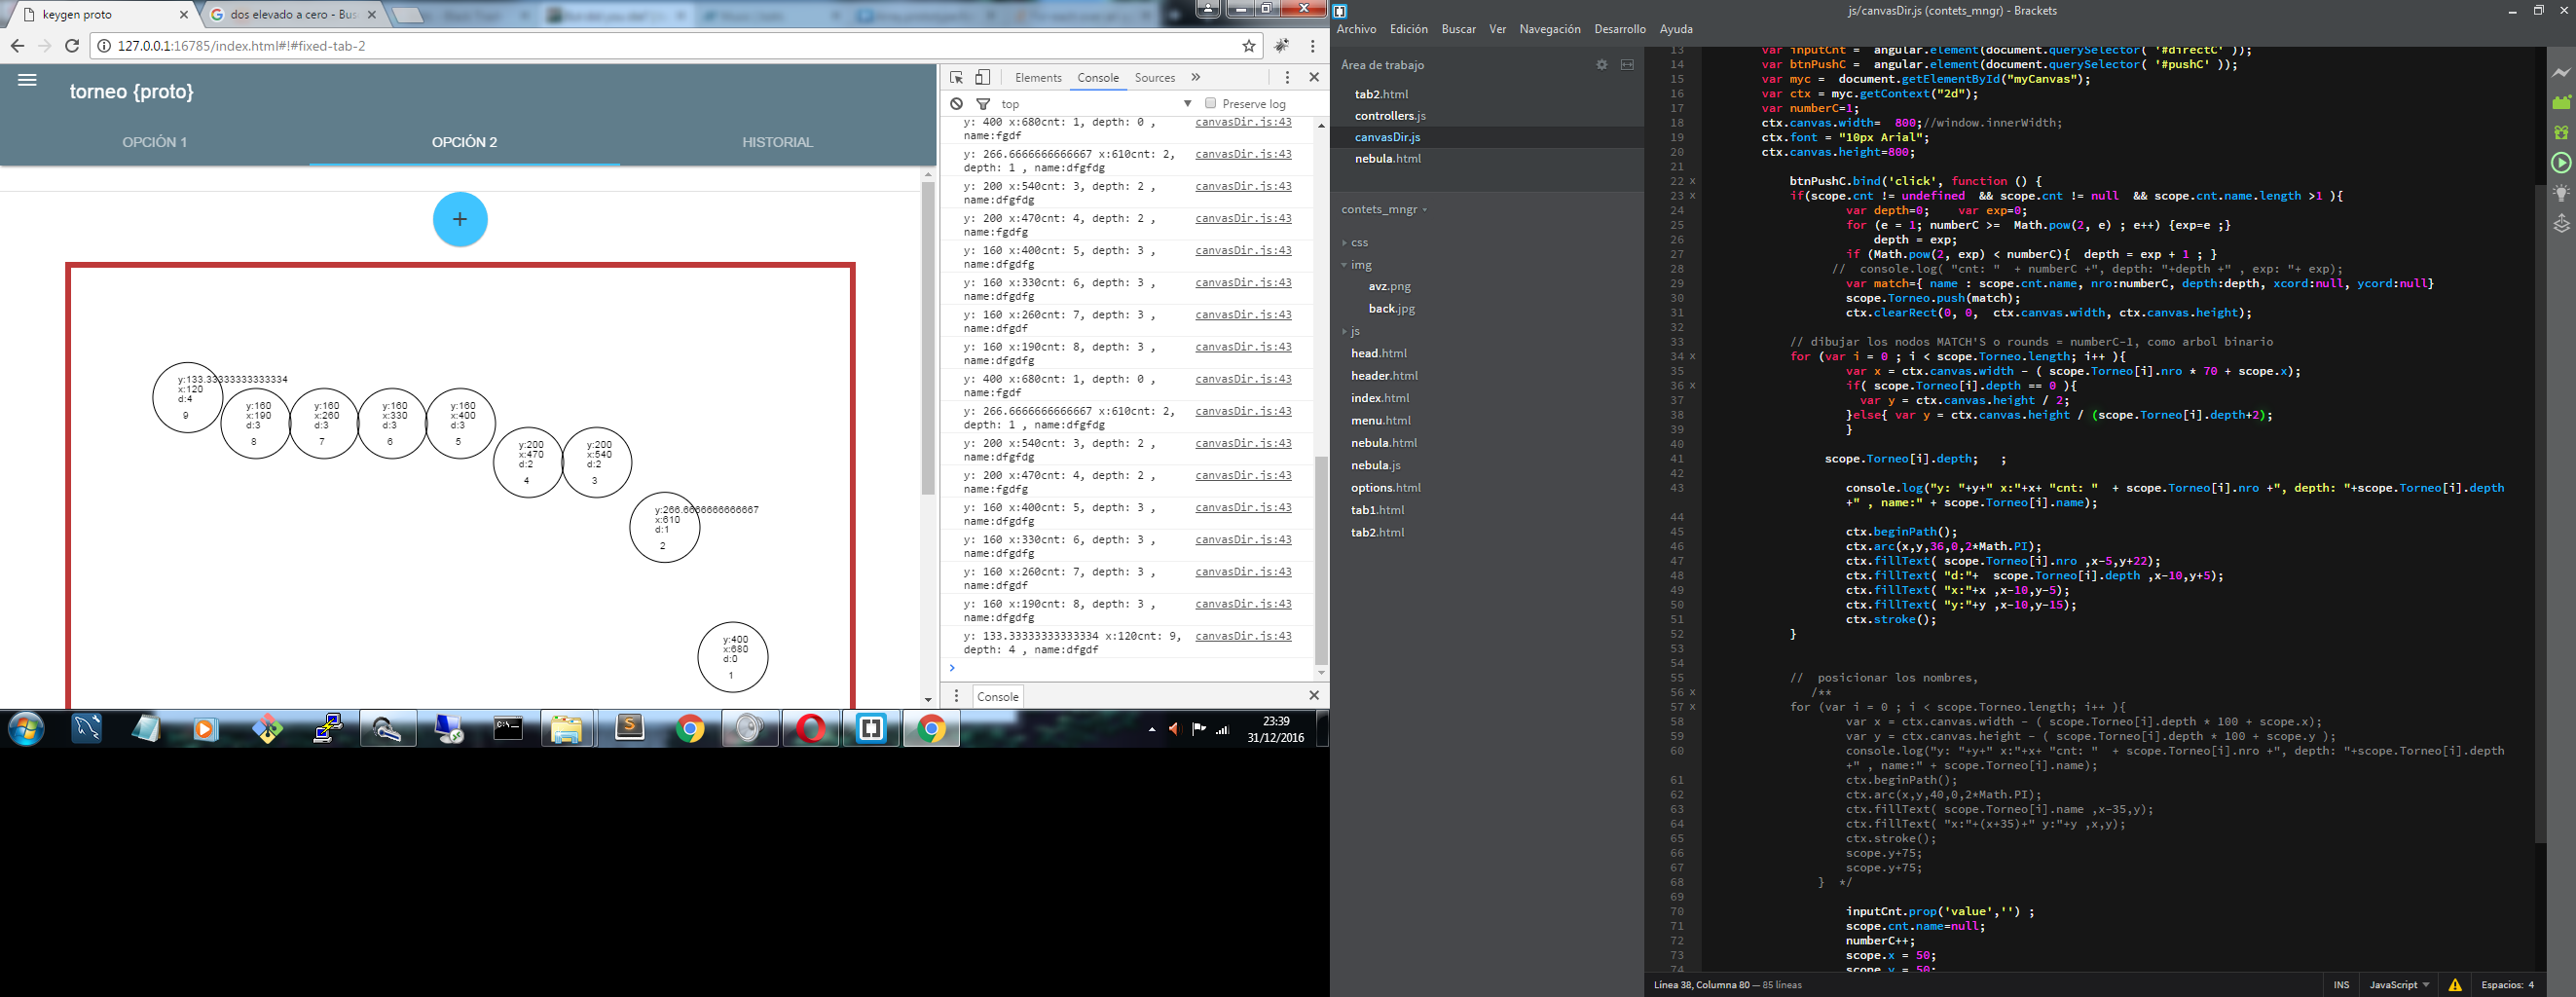 keygen proto
dos elevado a cero - Bus
127.0.0.1:16785/index.html#!#fixed-tab-2
torneo {proto}
OPCIÓN 1
OPCIÓN 2
HISTORIAL
+
y:133.33333333333334
x:120
d:4
9
y:160
x:190
d:3
8
y:160
x:260
d:3
7
y:160
x:330
d:3
6
y:160
x:400
d:3
5
y:200
x:470
d:2
4
y:200
x:540
d:2
3
y:266.6666666666667
x:610
d:1
2
y:400
x:680
d:0
1
Elements Console Sources
top Preserve log
y: 400 x:680cnt: 1, depth: 0 , canvasDir.js:43
name:fgdf
y: 266.6666666666667 x:610cnt: 2, canvasDir.js:43
depth: 1 , name:dfgfdg
y: 200 x:540cnt: 3, depth: 2 , canvasDir.js:43
name:dfgfdg
y: 200 x:470cnt: 4, depth: 2 , canvasDir.js:43
name:fgdfg
y: 160 x:400cnt: 5, depth: 3 , canvasDir.js:43
name:dfgdfg
y: 160 x:330cnt: 6, depth: 3 , canvasDir.js:43
name:dfgdfg
y: 160 x:260cnt: 7, depth: 3 , canvasDir.js:43
name:dfgdf
y: 160 x:190cnt: 8, depth: 3 , canvasDir.js:43
name:dfgdfg
y: 400 x:680cnt: 1, depth: 0 , canvasDir.js:43
name:fgdf
y: 266.6666666666667 x:610cnt: 2, canvasDir.js:43
depth: 1 , name:dfgfdg
y: 200 x:540cnt: 3, depth: 2 , canvasDir.js:43
name:dfgfdg
y: 200 x:470cnt: 4, depth: 2 , canvasDir.js:43
name:fgdfg
y: 160 x:400cnt: 5, depth: 3 , canvasDir.js:43
name:dfgdfg
y: 160 x:330cnt: 6, depth: 3 , canvasDir.js:43
name:dfgdfg
y: 160 x:260cnt: 7, depth: 3 , canvasDir.js:43
name:dfgdf
y: 160 x:190cnt: 8, depth: 3 , canvasDir.js:43
name:dfgdfg
y: 133.33333333333334 x:120cnt: 9, canvasDir.js:43
depth: 4 , name:dfgdf
>
Console
23:39
31/12/2016
js/canvasDir.js (contets_mngr) - Brackets
Archivo Edición Buscar Ver Navegación Desarrollo Ayuda
Área de trabajo
tab2.html
controllers.js
canvasDir.js
nebula.html
contets_mngr
css
img
avz.png
back.jpg
js
head.html
header.html
index.html
menu.html
nebula.html
nebula.js
options.html
tab1.html
tab2.html
13 var inputCnt = angular.element(document.querySelector( '#directC' ));
14 var btnPushC = angular.element(document.querySelector( '#pushC' ));
15 var myc = document.getElementById("myCanvas");
16 var ctx = myc.getContext("2d");
17 var numberC=1;
18 ctx.canvas.width= 800;//window.innerWidth;
19 ctx.font = "10px Arial";
20 ctx.canvas.height=800;
21
22 x btnPushC.bind('click', function () {
23 x if(scope.cnt != undefined && scope.cnt != null && scope.cnt.name.length >1 ){
24 var depth=0; var exp=0;
25 for (e = 1; numberC >= Math.pow(2, e) ; e++) {exp=e ;}
26 depth = exp;
27 if (Math.pow(2, exp) < numberC){ depth = exp + 1 ; }
28 // console.log( "cnt: " + numberC +", depth: "+depth +" , exp: "+ exp);
29 var match={ name : scope.cnt.name, nro:numberC, depth:depth, xcord:null, ycord:null}
30 scope.Torneo.push(match);
31 ctx.clearRect(0, 0, ctx.canvas.width, ctx.canvas.height);
32
33 // dibujar los nodos MATCH'S o rounds = numberC-1, como arbol binario
34 x for (var i = 0 ; i < scope.Torneo.length; i++ ){
35 var x = ctx.canvas.width - ( scope.Torneo[i].nro * 70 + scope.x);
36 x if( scope.Torneo[i].depth == 0 ){
37 var y = ctx.canvas.height / 2;
38 }else{ var y = ctx.canvas.height / (scope.Torneo[i].depth+2);
39 }
40
41 scope.Torneo[i].depth; ;
42
43 console.log("y: "+y+" x:"+x+ "cnt: " + scope.Torneo[i].nro +", depth: "+scope.Torneo[i].depth
+" , name:" + scope.Torneo[i].name);
44
45 ctx.beginPath();
46 ctx.arc(x,y,36,0,2*Math.PI);
47 ctx.fillText( scope.Torneo[i].nro ,x-5,y+22);
48 ctx.fillText( "d:"+ scope.Torneo[i].depth ,x-10,y+5);
49 ctx.fillText( "x:"+x ,x-10,y-5);
50 ctx.fillText( "y:"+y ,x-10,y-15);
51 ctx.stroke();
52 }
53
54
55 // posicionar los nombres,
56 x /**
57 x for (var i = 0 ; i < scope.Torneo.length; i++ ){
58 var x = ctx.canvas.width - ( scope.Torneo[i].depth * 100 + scope.x);
59 var y = ctx.canvas.height - ( scope.Torneo[i].depth * 100 + scope.y );
60 console.log("y: "+y+" x:"+x+ "cnt: " + scope.Torneo[i].nro +", depth: "+scope.Torneo[i].depth
+" , name:" + scope.Torneo[i].name);
61 ctx.beginPath();
62 ctx.arc(x,y,40,0,2*Math.PI);
63 ctx.fillText( scope.Torneo[i].name ,x-35,y);
64 ctx.fillText( "x:"+(x+35)+" y:"+y ,x,y);
65 ctx.stroke();
66 scope.y+75;
67 scope.y+75;
68 } */
69
70 inputCnt.prop('value','') ;
71 scope.cnt.name=null;
72 numberC++;
73 scope.x = 50;
74 scope.y = 50;
Línea 38, Columna 80 — 85 líneas
INS JavaScript Espacios: 4